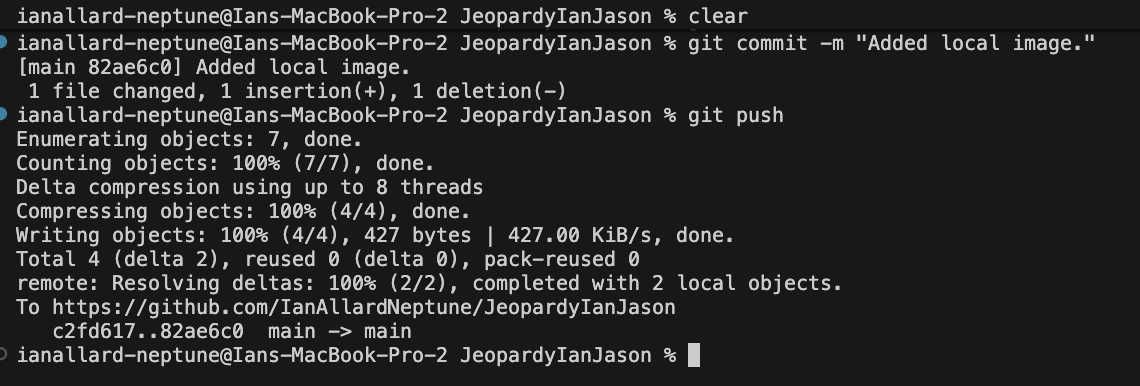 ianallard-neptune@Ians-MacBook-Pro-2 JeopardyIanJason % clear
ianallard-neptune@Ians-MacBook-Pro-2 JeopardyIanJason % git commit -m "Added local image."
[main 82ae6c0] Added local image.
 1 file changed, 1 insertion(+), 1 deletion(-)
ianallard-neptune@Ians-MacBook-Pro-2 JeopardyIanJason % git push
Enumerating objects: 7, done.
Counting objects: 100% (7/7), done.
Delta compression using up to 8 threads
Compressing objects: 100% (4/4), done.
Writing objects: 100% (4/4), 427 bytes | 427.00 KiB/s, done.
Total 4 (delta 2), reused 0 (delta 0), pack-reused 0
remote: Resolving deltas: 100% (2/2), completed with 2 local objects.
To https://github.com/IanAllardNeptune/JeopardyIanJason
   c2fd617..82ae6c0  main -> main
ianallard-neptune@Ians-MacBook-Pro-2 JeopardyIanJason %